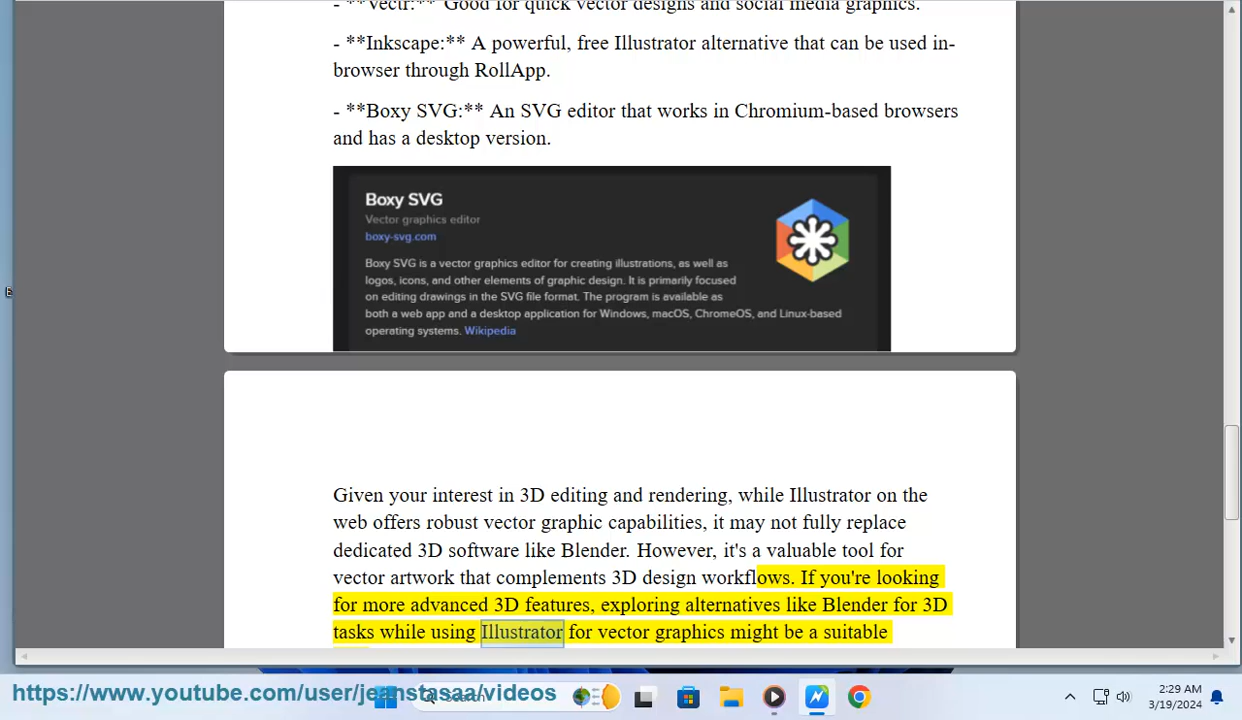 - **Vectr:** Good for quick vector designs and social media graphics.
- **Inkscape:** A powerful, free Illustrator alternative that can be used in-
browser through RollApp.
- **Boxy SVG:** An SVG editor that works in Chromium-based browsers
and has a desktop version.
Boxy SVG
Vector graphics editor
boxy-svg.com
Boxy SVG is a vector graphics editor for creating illustrations, as well as
logos, icons, and other elements of graphic design. It is primarily focused
on editing drawings in the SVG file format. The program is available as
both a web app and a desktop application for Windows, macOS, ChromeOS, and Linux-based
operating systems. Wikipedia
Given your interest in 3D editing and rendering, while Illustrator on the
web offers robust vector graphic capabilities, it may not fully replace
dedicated 3D software like Blender. However, it's a valuable tool for
vector artwork that complements 3D design workflows. If you're looking
for more advanced 3D features, exploring alternatives like Blender for 3D
tasks while using Illustrator for vector graphics might be a suitable
https://www.youtube.com/user/jeanstasaa/videos
Search
2:29 AM
3/19/2024